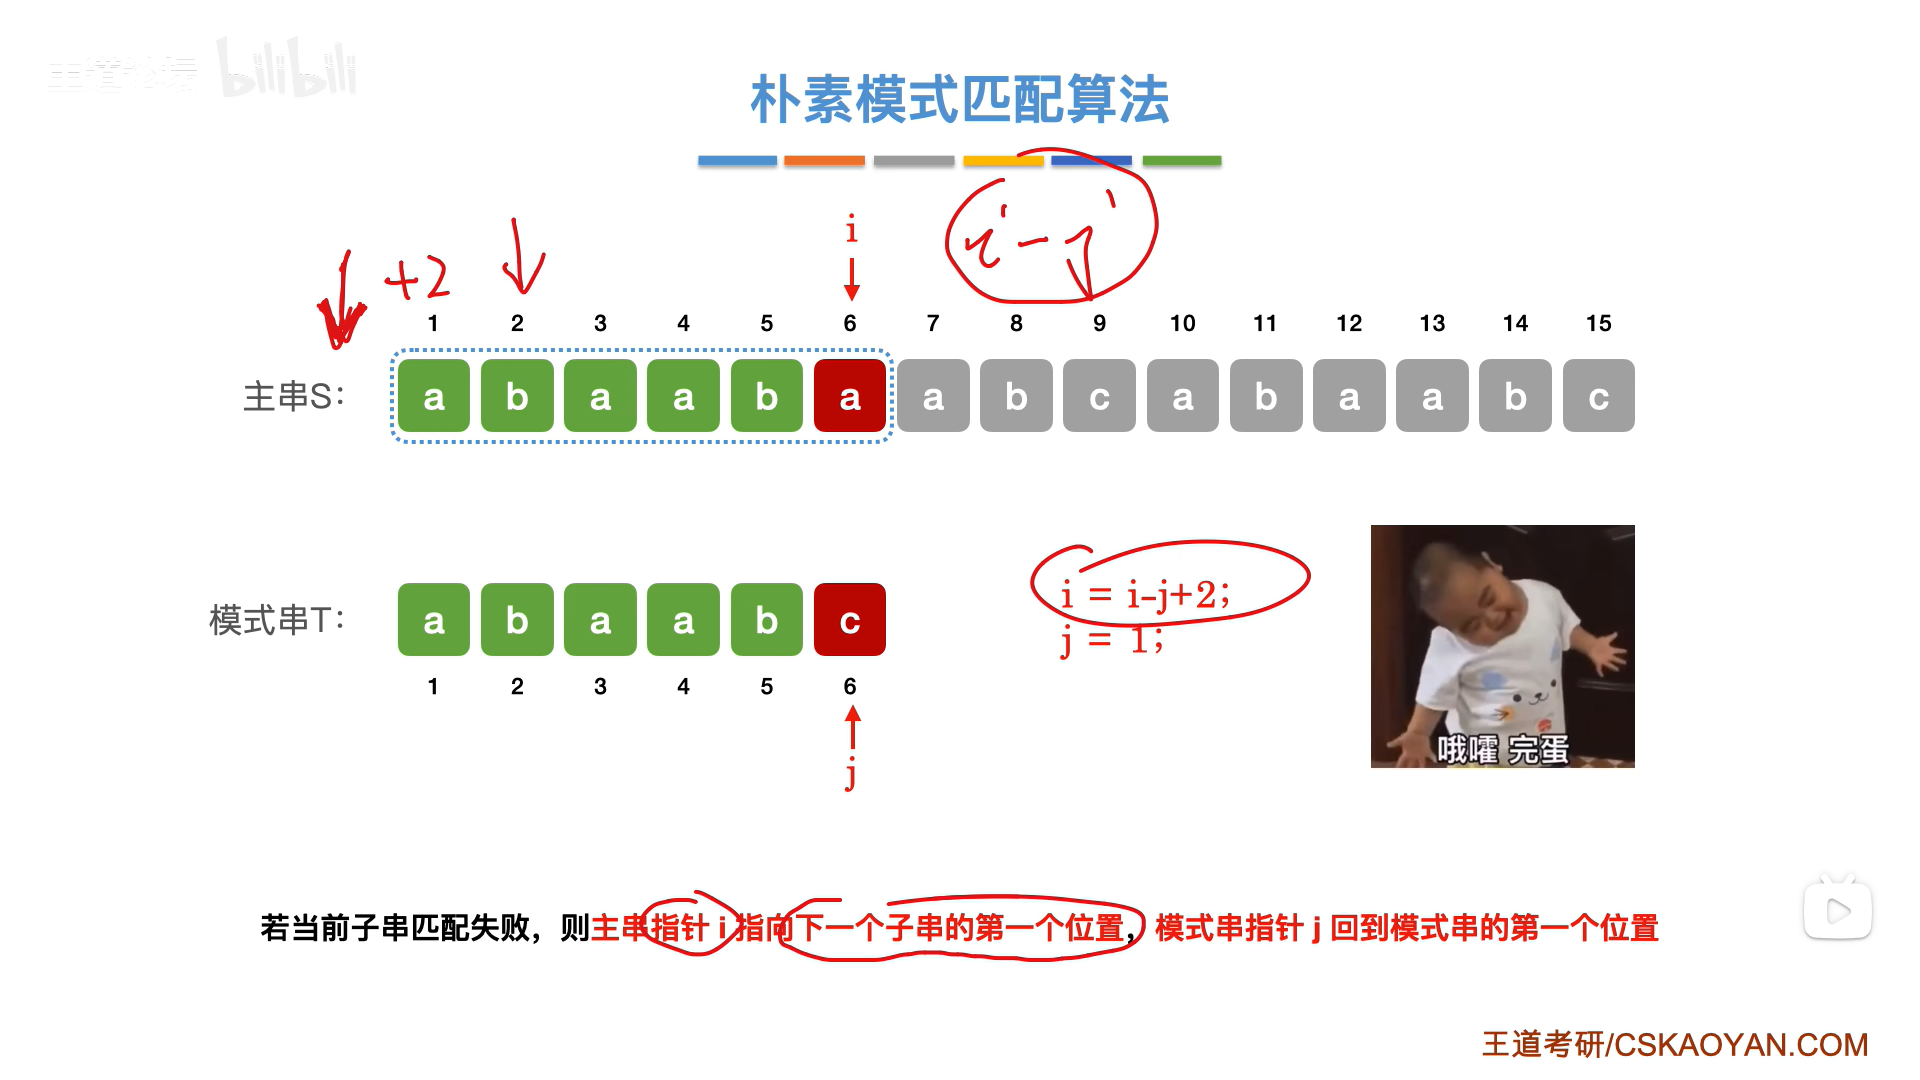 王道论坛 bilibili
朴素模式匹配算法
i
i - j
+2
1 2 3 4 5 6 7 8 9 10 11 12 13 14 15
主串S： a b a a b a a b c a b a a b c
模式串T： a b a a b c
1 2 3 4 5 6
j
i = i-j+2;
j = 1;
哦嚯 完蛋
若当前子串匹配失败，则主串指针 i 指向下一个子串的第一个位置，模式串指针 j 回到模式串的第一个位置
王道考研/CSKAOYAN.COM